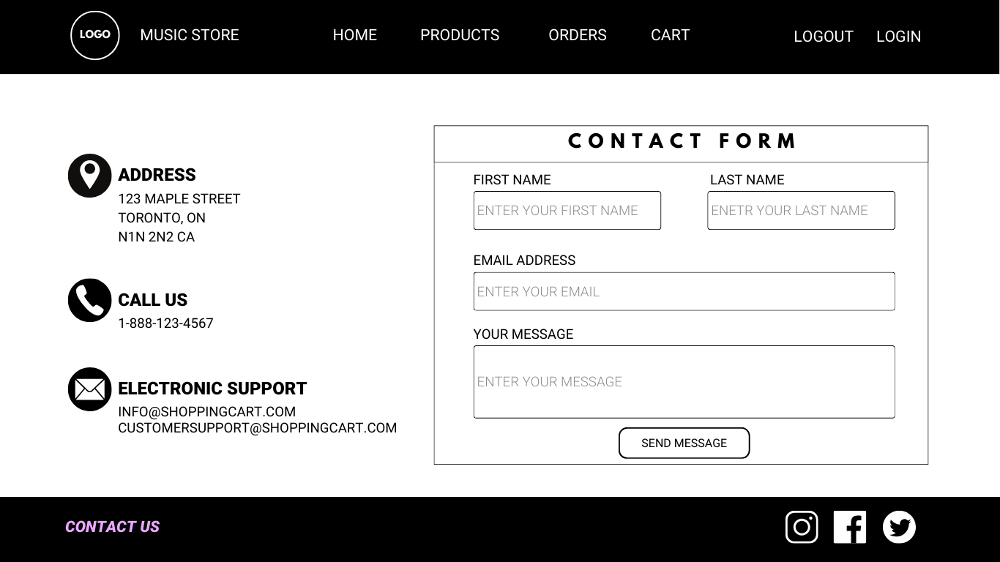 LOGO
MUSIC STORE
HOME
PRODUCTS
ORDERS
CART
LOGOUT
LOGIN
ADDRESS
123 MAPLE STREET
TORONTO, ON
N1N 2N2 CA
CALL US
1-888-123-4567
ELECTRONIC SUPPORT
INFO@SHOPPINGCART.COM
CUSTOMERSUPPORT@SHOPPINGCART.COM
CONTACT FORM
FIRST NAME
ENTER YOUR FIRST NAME
LAST NAME
ENETR YOUR LAST NAME
EMAIL ADDRESS
ENTER YOUR EMAIL
YOUR MESSAGE
ENTER YOUR MESSAGE
SEND MESSAGE
CONTACT US